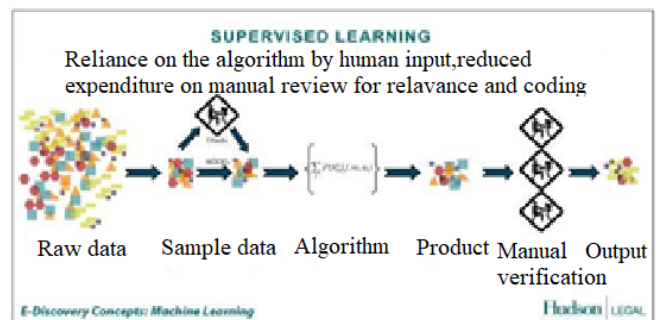 SUPERVISED LEARNING
Reliance on the algorithm by human input,reduced
expenditure on manual review for relavance and coding
Raw data Sample data Algorithm Product Manual Output
verification
E-Discovery Concepts: Machine Learning
Hudson LEGAL